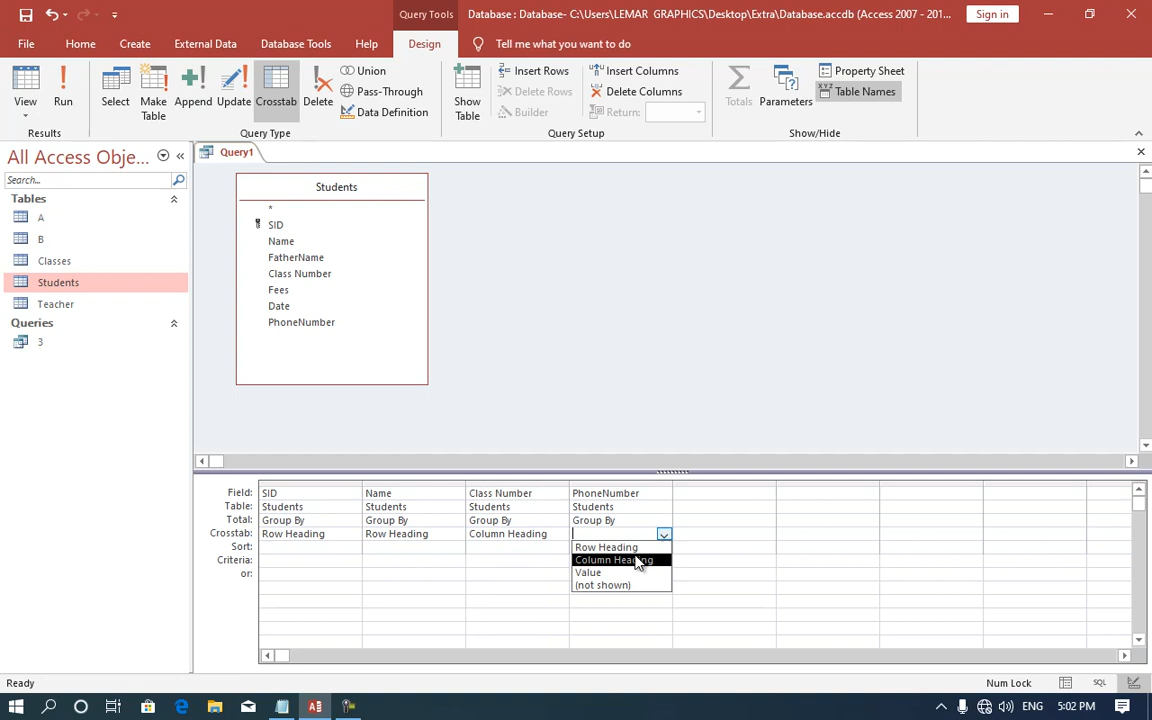 Query Tools
Database : Database- C:\Users\LEMAR GRAPHICS\Desktop\Extra\Database.accdb (Access 2007 - 201...
Sign in
File Home Create External Data Database Tools Help Design Tell me what you want to do
View
Run
Select
Make
Table
Append
Update
Crosstab
Delete
Union
Pass-Through
Data Definition
Show
Table
Insert Rows
Delete Rows
Builder
Insert Columns
Delete Columns
Return:
Totals
Parameters
Property Sheet
XYZ Table Names
Results
Query Type
Query Setup
Show/Hide
All Access Obje...
Search...
Tables
A
B
Classes
Students
Teacher
Queries
3
Query1
Students
*
SID
Name
FatherName
Class Number
Fees
Date
PhoneNumber
Field: SID Name Class Number PhoneNumber
Table: Students Students Students Students
Total: Group By Group By Group By Group By
Crosstab: Row Heading Row Heading Column Heading
Sort:
Criteria:
or:
Row Heading
Column Heading
Value
(not shown)
Ready
Num Lock
SQL
ENG 5:02 PM